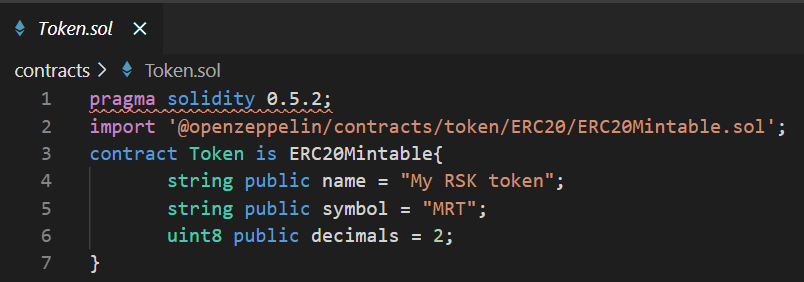 Token.sol ×
contracts > Token.sol
1 pragma solidity 0.5.2;
2 import '@openzeppelin/contracts/token/ERC20/ERC20Mintable.sol';
3 contract Token is ERC20Mintable{
4 string public name = "My RSK token";
5 string public symbol = "MRT";
6 uint8 public decimals = 2;
7 }